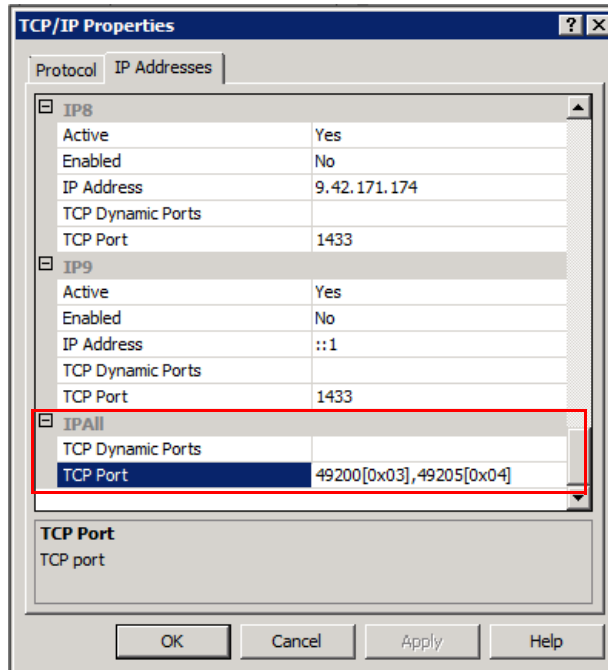 TCP/IP Properties
Protocol IP Addresses
IP8
Active Yes
Enabled No
IP Address 9.42.171.174
TCP Dynamic Ports
TCP Port 1433
IP9
Active Yes
Enabled No
IP Address ::1
TCP Dynamic Ports
TCP Port 1433
IPAll
TCP Dynamic Ports
TCP Port 49200[0x03],49205[0x04]
TCP Port
TCP port
OK Cancel Apply Help